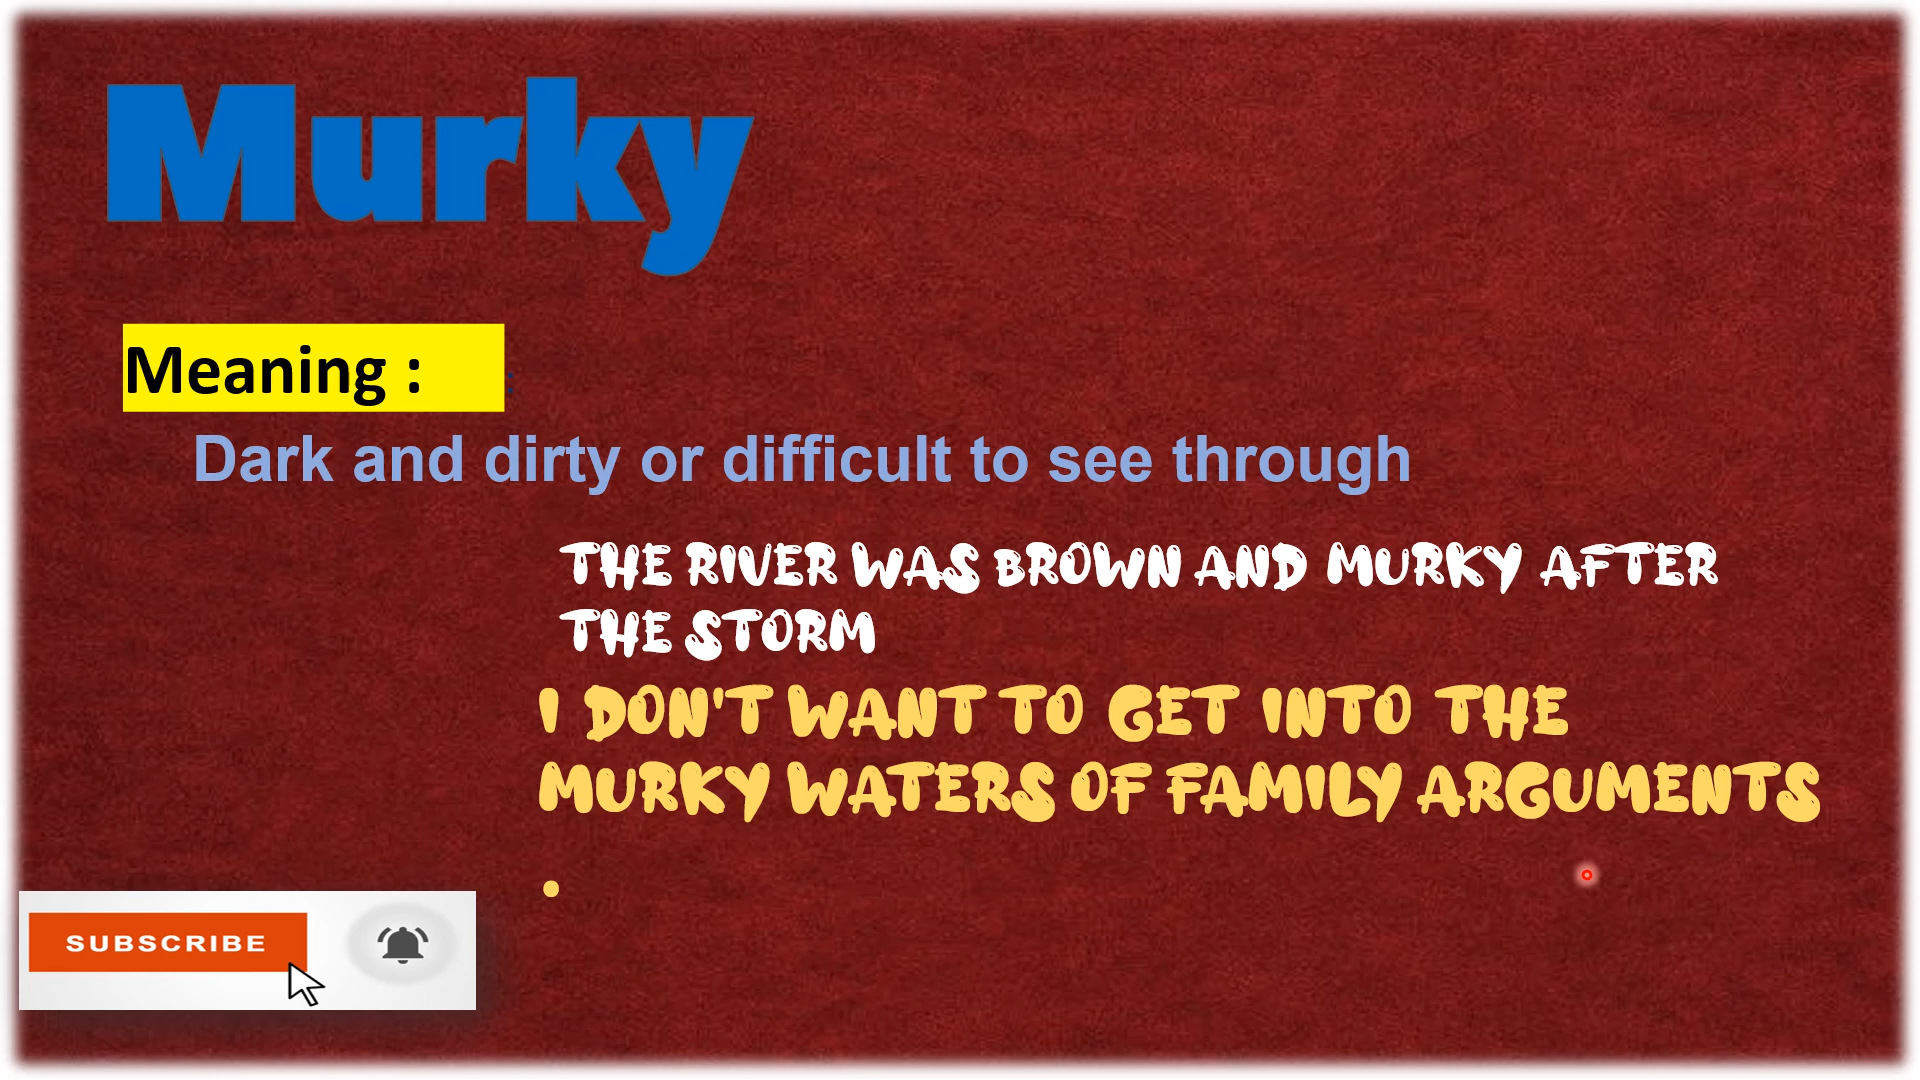 Murky
Meaning :
Dark and dirty or difficult to see through
THE RIVER WAS BROWN AND MURKY AFTER
THE STORM
I DON'T WANT TO GET INTO THE
MURKY WATERS OF FAMILY ARGUMENTS
.
SUBSCRIBE